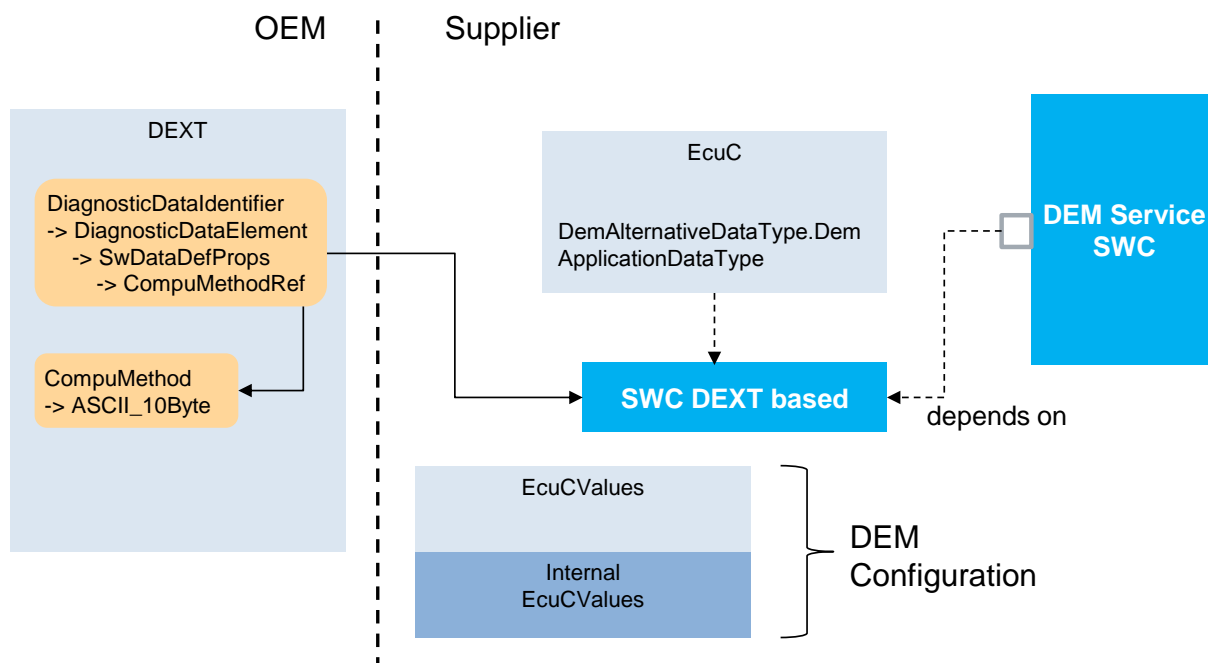 OEM
Supplier
DEXT
DiagnosticDataIdentifier
-> DiagnosticDataElement
-> SwDataDefProps
-> CompuMethodRef
CompuMethod
-> ASCII_10Byte
EcuC
DemAlternativeDataType.Dem
ApplicationDataType
DEM Service
SWC
SWC DEXT based
depends on
EcuCValues
Internal
EcuCValues
DEM
Configuration